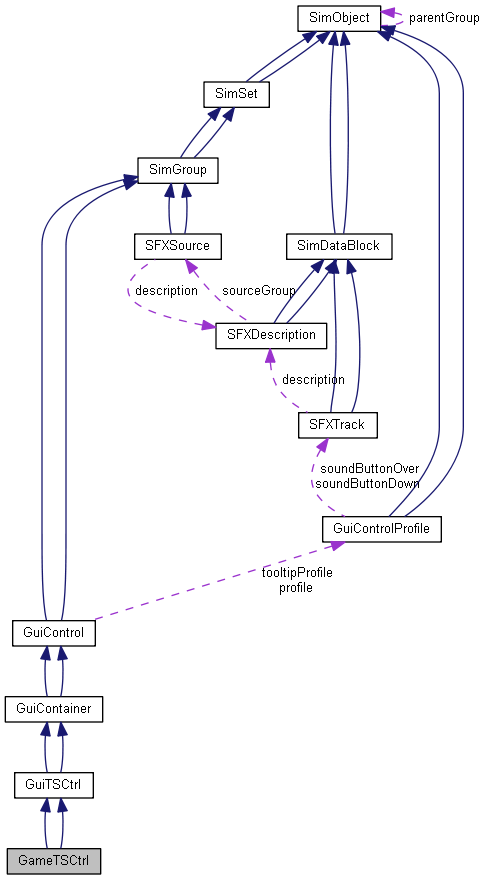 SimObject
parentGroup
SimSet
SimGroup
SFXSource
SimDataBlock
description
sourceGroup
SFXDescription
description
SFXTrack
soundButtonOver
soundButtonDown
GuiControlProfile
tooltipProfile
profile
GuiControl
GuiContainer
GuiTSCtrl
GameTSCtrl